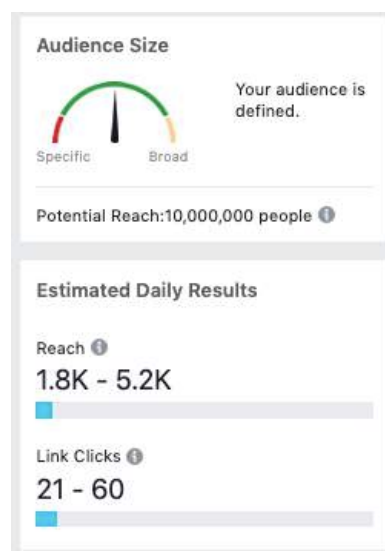 Audience Size
Your audience is
defined.
Specific
Broad
Potential Reach:10,000,000 people
Estimated Daily Results
Reach
1.8K - 5.2K
Link Clicks
21 - 60